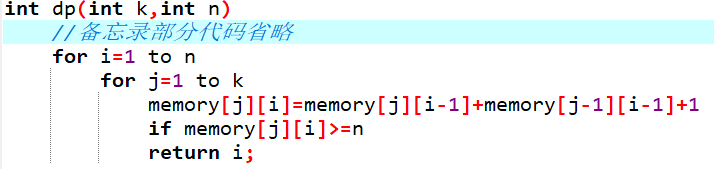 int dp(int k,int n)
    //备忘录部分代码省略
    for i=1 to n
        for j=1 to k
            memory[j][i]=memory[j][i-1]+memory[j-1][i-1]+1
            if memory[j][i]>=n
            return i;